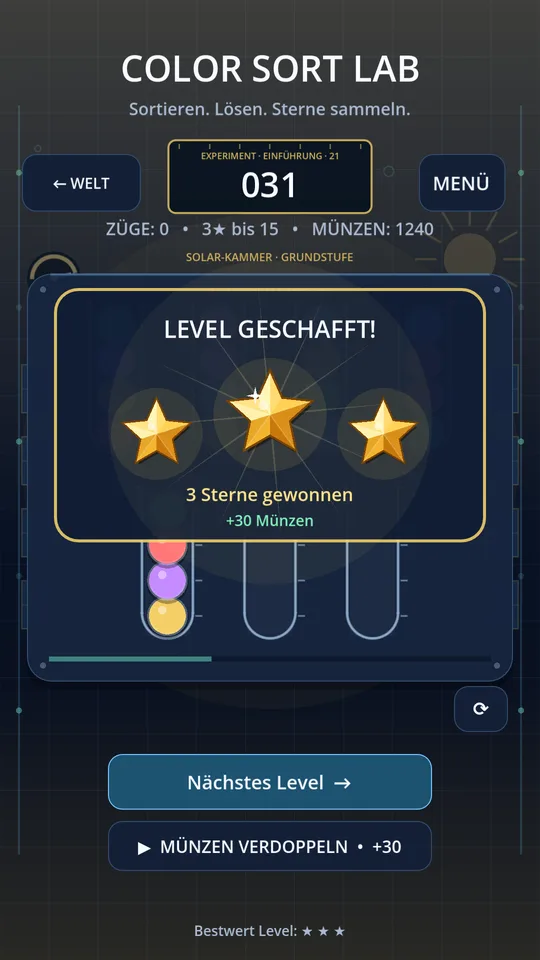 COLOR SORT LAB
Sortieren. Lösen. Sterne sammeln.
← WELT
EXPERIMENT · EINFÜHRUNG · 21
031
MENÜ
ZÜGE: 0 • 3★ bis 15 • MÜNZEN: 1240
SOLAR-KAMMER · GRUNDSTUFE
LEVEL GESCHAFFT!
3 Sterne gewonnen
+30 Münzen
⟳
Nächstes Level →
▶ MÜNZEN VERDOPPELN • +30
Bestwert Level: ★ ★ ★